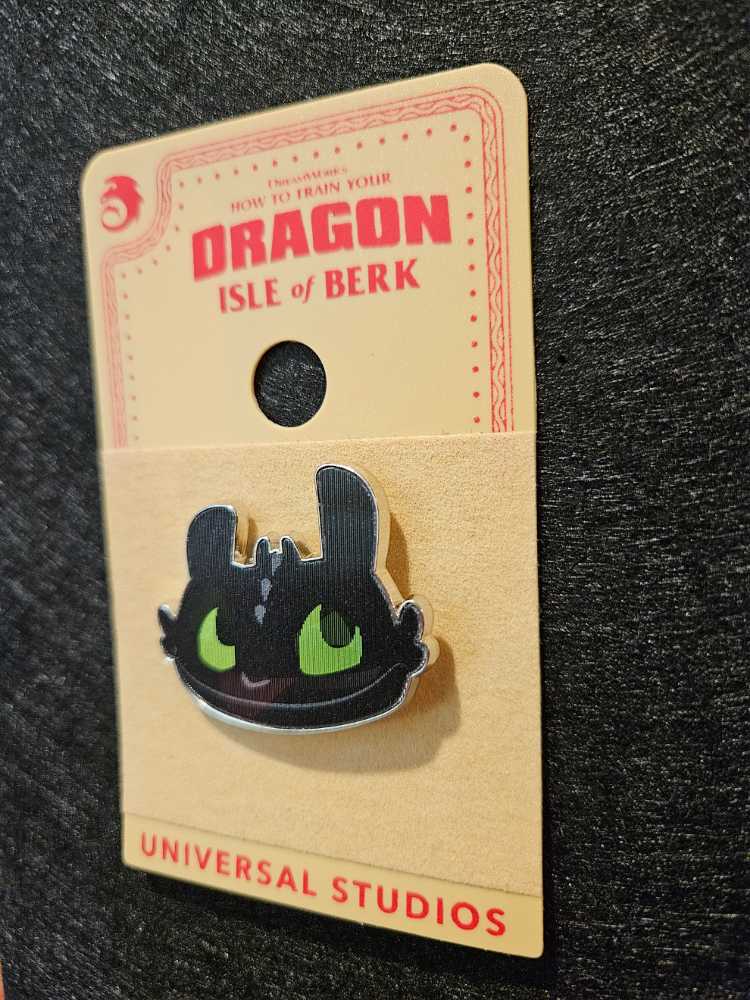 DREAMWORKS
HOW TO TRAIN YOUR
DRAGON
ISLE of BERK
UNIVERSAL STUDIOS